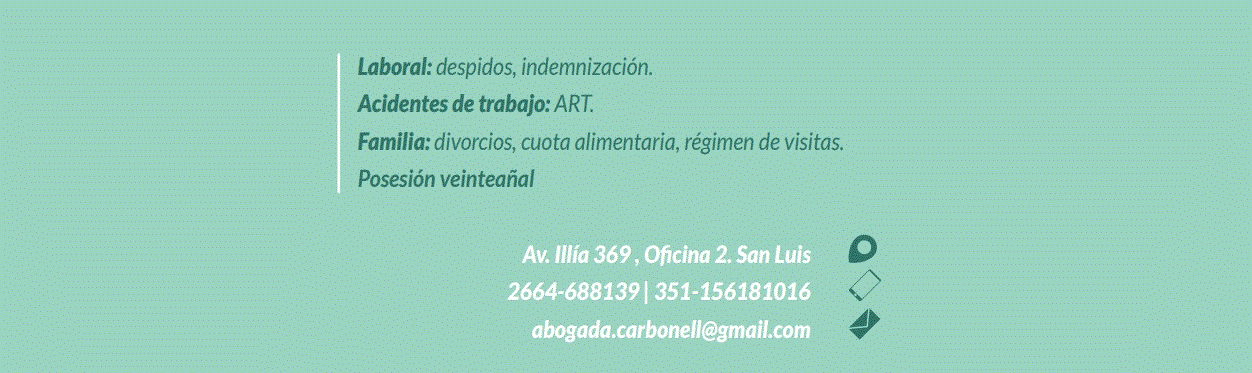 Laboral: despidos, indemnización.
Acidentes de trabajo: ART.
Familia: divorcios, cuota alimentaria, régimen de visitas.
Posesión veinteañal
Av. Illía 369 , Oficina 2. San Luis
2664-688139 | 351-156181016
abogada.carbonell@gmail.com